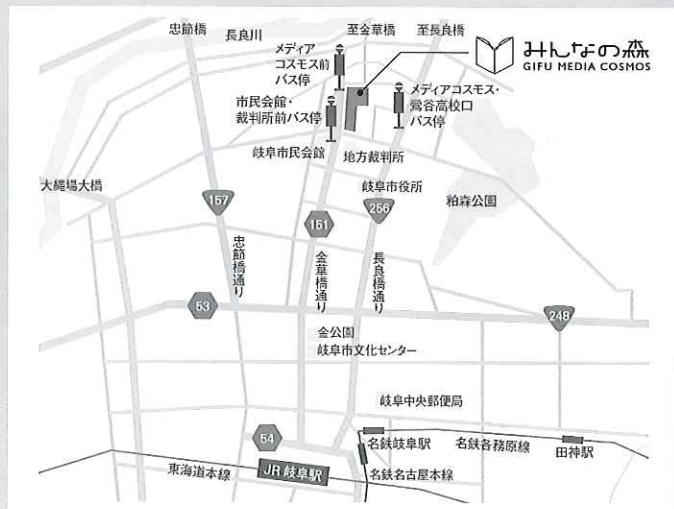 忠節橋
長良川
至金華橋
至長良橋
みんなの森
GIFU MEDIA COSMOS
メディア
コスモス前
バス停
メディアコスモス・
鶯谷高校口
バス停
市民会館・
裁判所前バス停
岐阜市民会館
地方裁判所
大縄場大橋
岐阜市役所
粕森公園
157
151
256
忠節橋通り
金華橋通り
長良橋通り
53
248
金公園
岐阜市文化センター
岐阜中央郵便局
54
名鉄岐阜駅
名鉄各務原線
田神駅
東海道本線
JR 岐阜駅
名鉄名古屋本線